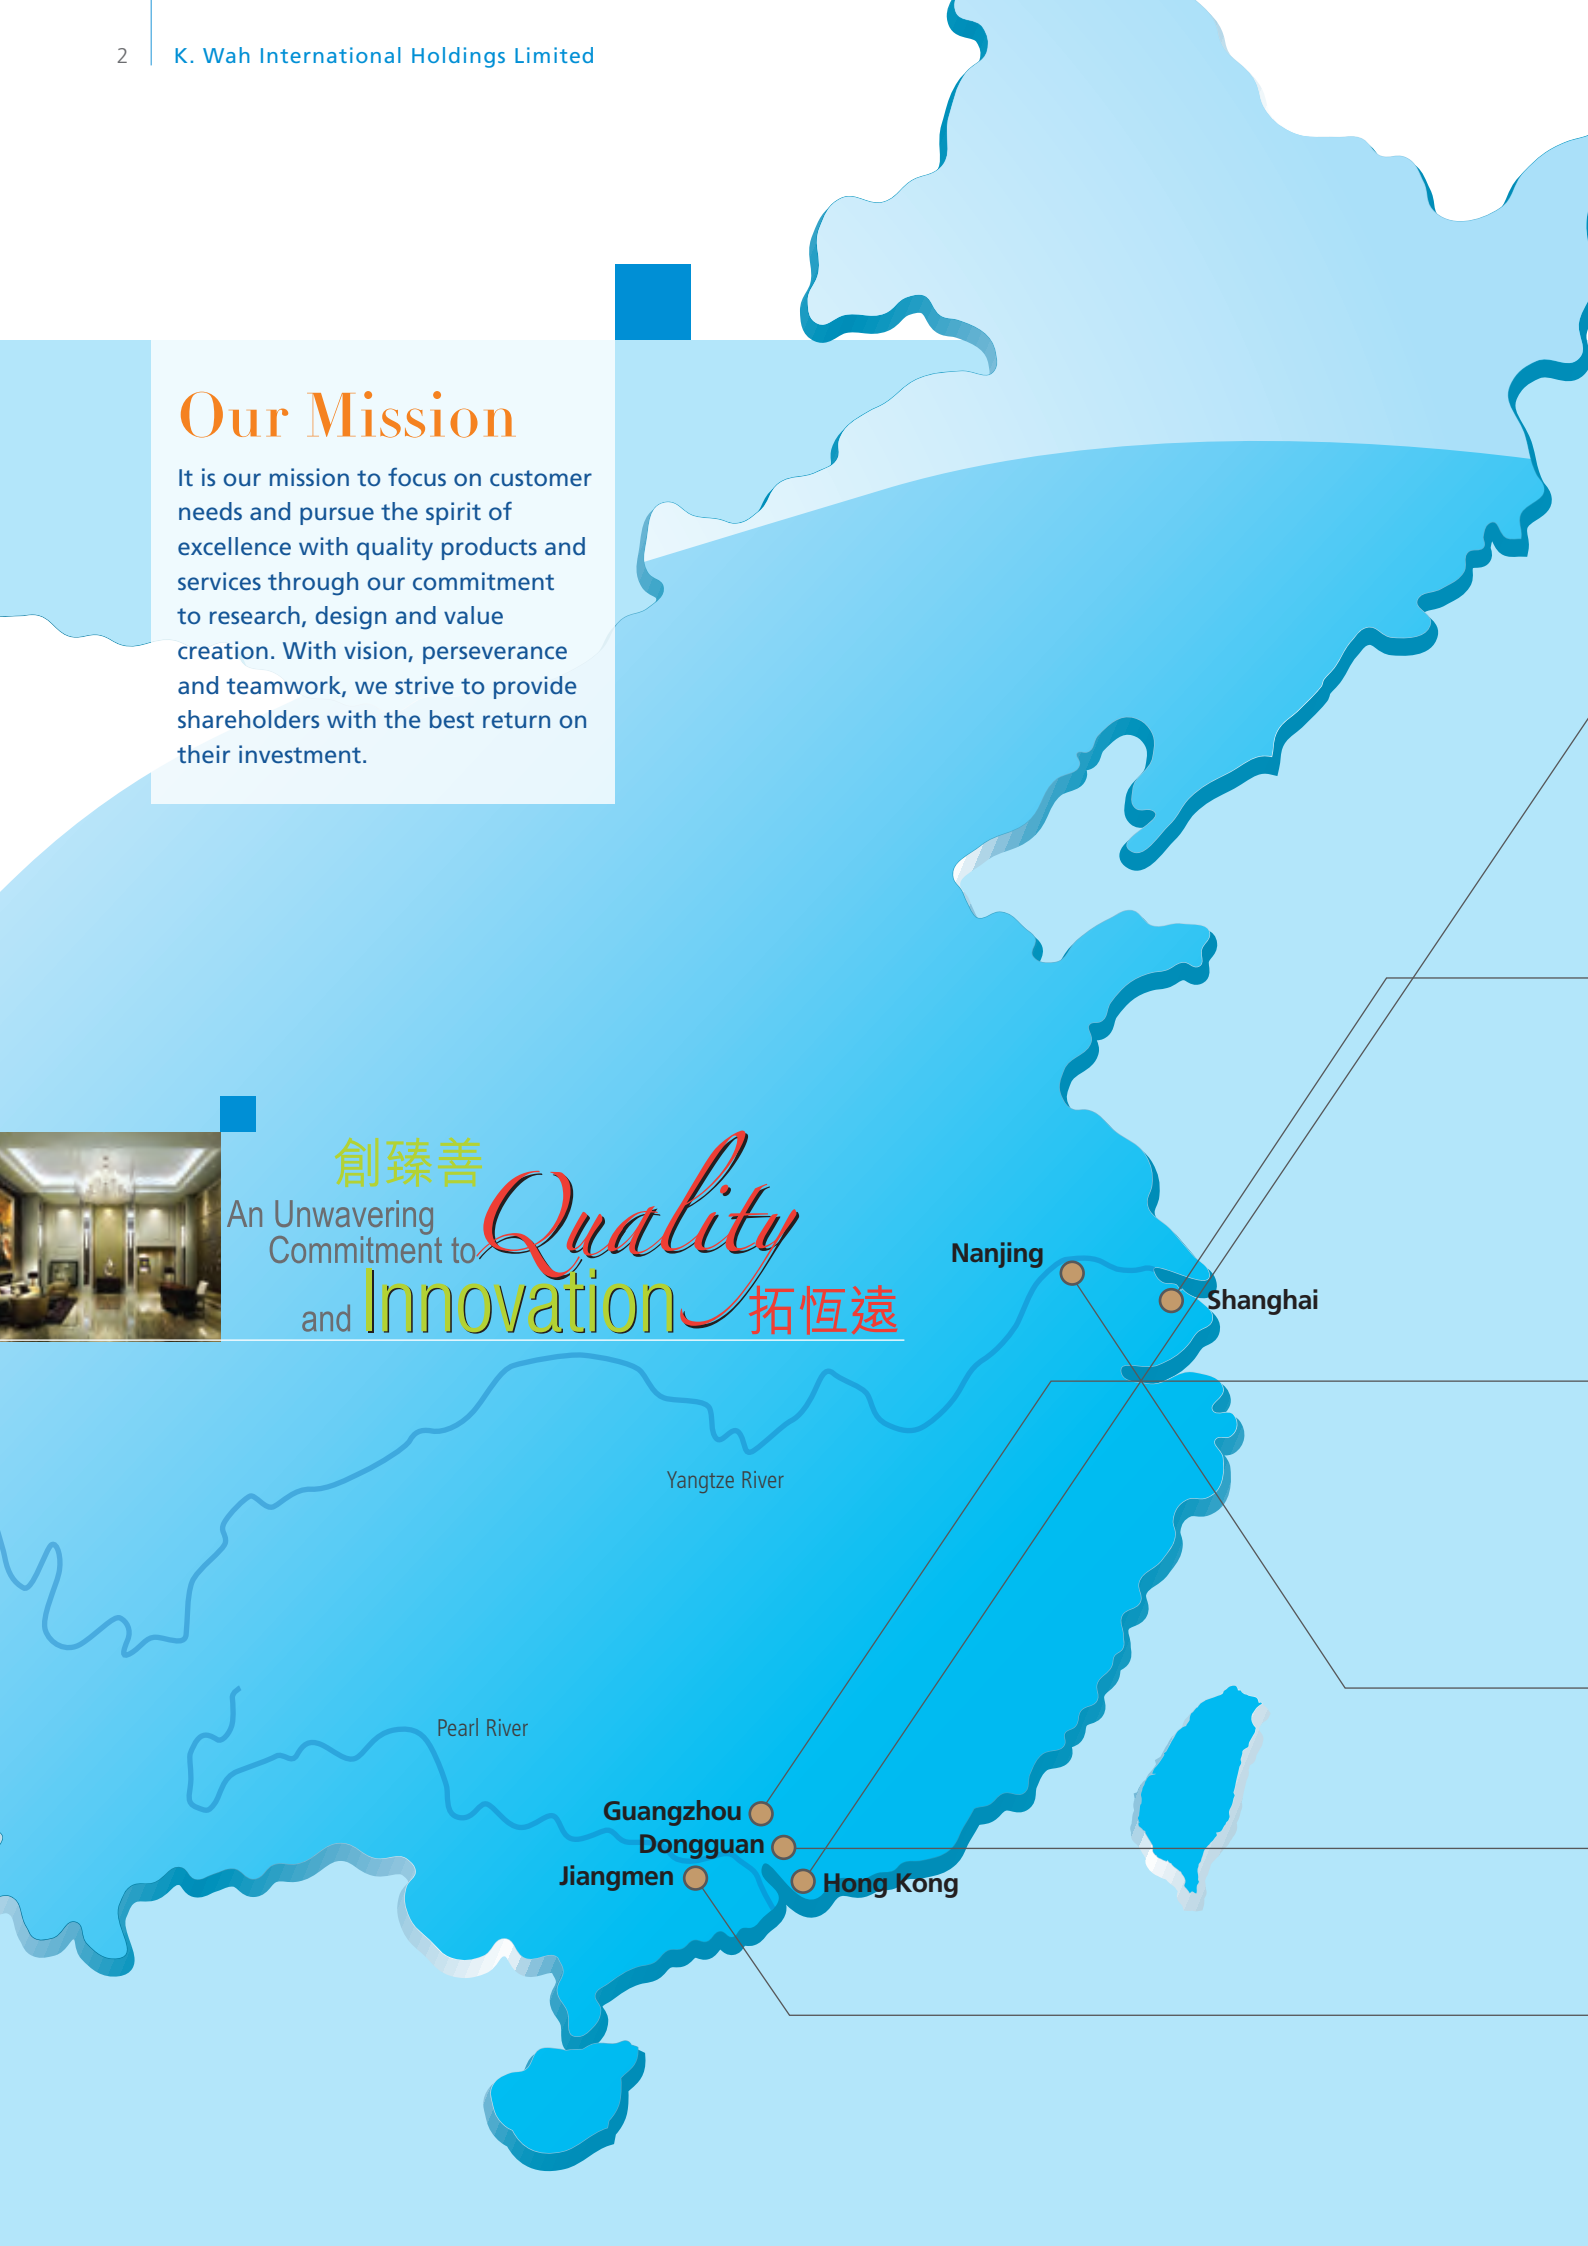 2
K. Wah International Holdings Limited
Our Mission
It is our mission to focus on customer
needs and pursue the spirit of
excellence with quality products and
services through our commitment
to research, design and value
creation. With vision, perseverance
and teamwork, we strive to provide
shareholders with the best return on
their investment.
創臻善
An Unwavering
Commitment to Quality
and Innovation
拓恆遠
Nanjing
Shanghai
Yangtze River
Pearl River
Guangzhou
Dongguan
Jiangmen
Hong Kong